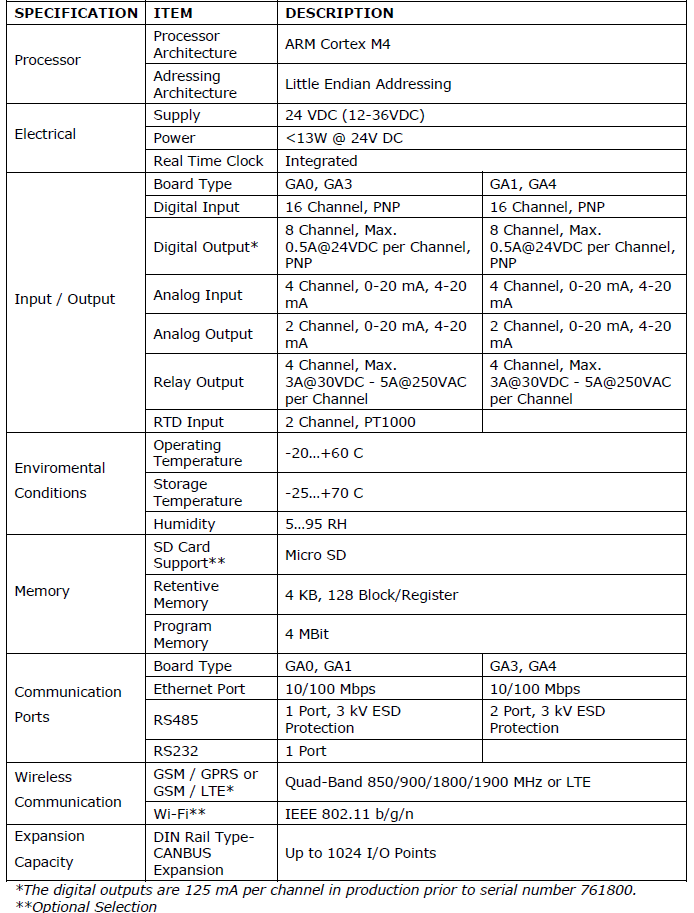 SPECIFICATION ITEM DESCRIPTION
Processor
Processor
Architecture
ARM Cortex M4
Adressing
Architecture
Little Endian Addressing
Electrical
Supply
24 VDC (12-36VDC)
Power
<13W @ 24V DC
Real Time Clock
Integrated
Input / Output
Board Type
GA0, GA3
GA1, GA4
Digital Input
16 Channel, PNP
16 Channel, PNP
Digital Output*
8 Channel, Max.
0.5A@24VDC per Channel,
PNP
8 Channel, Max.
0.5A@24VDC per Channel,
PNP
Analog Input
4 Channel, 0-20 mA, 4-20
mA
4 Channel, 0-20 mA, 4-20
mA
Analog Output
2 Channel, 0-20 mA, 4-20
mA
2 Channel, 0-20 mA, 4-20
mA
Relay Output
4 Channel, Max.
3A@30VDC - 5A@250VAC
per Channel
4 Channel, Max.
3A@30VDC - 5A@250VAC
per Channel
RTD Input
2 Channel, PT1000
Enviromental
Conditions
Operating
Temperature
-20…+60 C
Storage
Temperature
-25…+70 C
Humidity
5…95 RH
Memory
SD Card
Support**
Micro SD
Retentive
Memory
4 KB, 128 Block/Register
Program
Memory
4 MBit
Communication
Ports
Board Type
GA0, GA1
GA3, GA4
Ethernet Port
10/100 Mbps
10/100 Mbps
RS485
1 Port, 3 kV ESD
Protection
2 Port, 3 kV ESD
Protection
RS232
1 Port
Wireless
Communication
GSM / GPRS or
GSM / LTE*
Quad-Band 850/900/1800/1900 MHz or LTE
Wi-Fi**
IEEE 802.11 b/g/n
Expansion
Capacity
DIN Rail Type-
CANBUS
Expansion
Up to 1024 I/O Points
*The digital outputs are 125 mA per channel in production prior to serial number 761800.
**Optional Selection